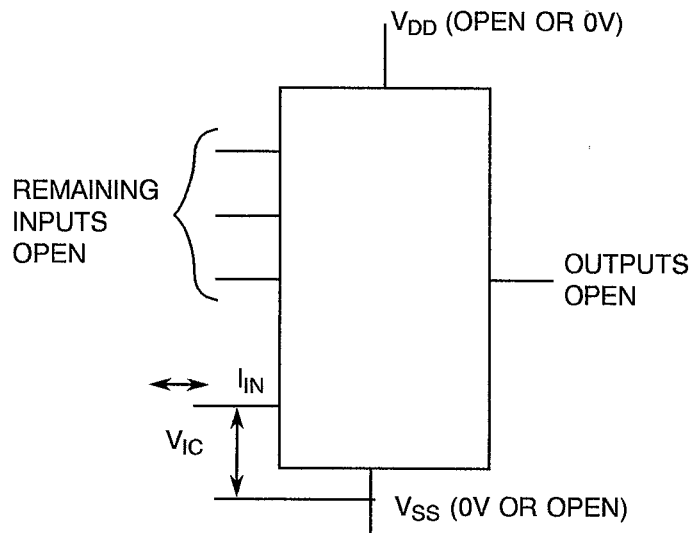 V_DD (OPEN OR 0V)
REMAINING
INPUTS
OPEN
OUTPUTS
OPEN
I_IN
V_IC
V_SS (0V OR OPEN)